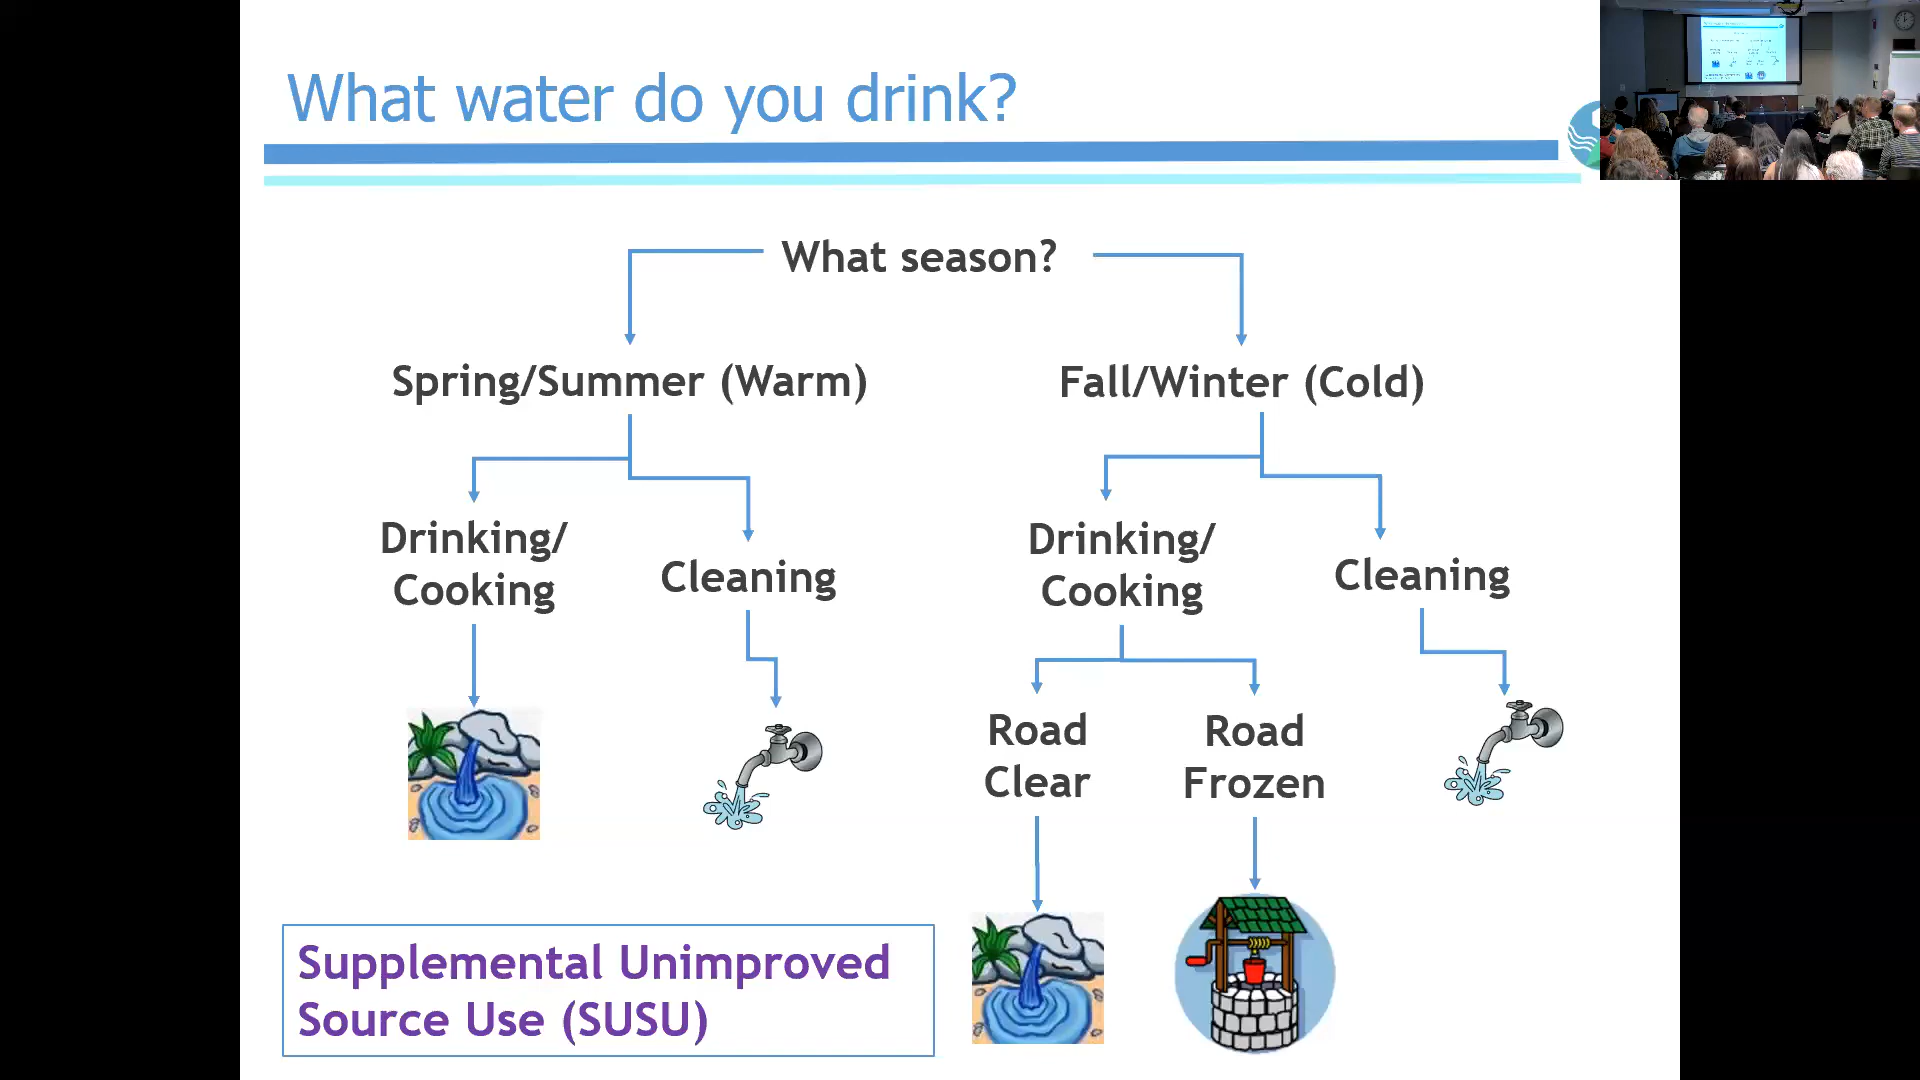 What water do you drink?
What season?
Spring/Summer (Warm)
Fall/Winter (Cold)
Drinking/
Cooking
Cleaning
Drinking/
Cooking
Cleaning
Road
Clear
Road
Frozen
Supplemental Unimproved
Source Use (SUSU)